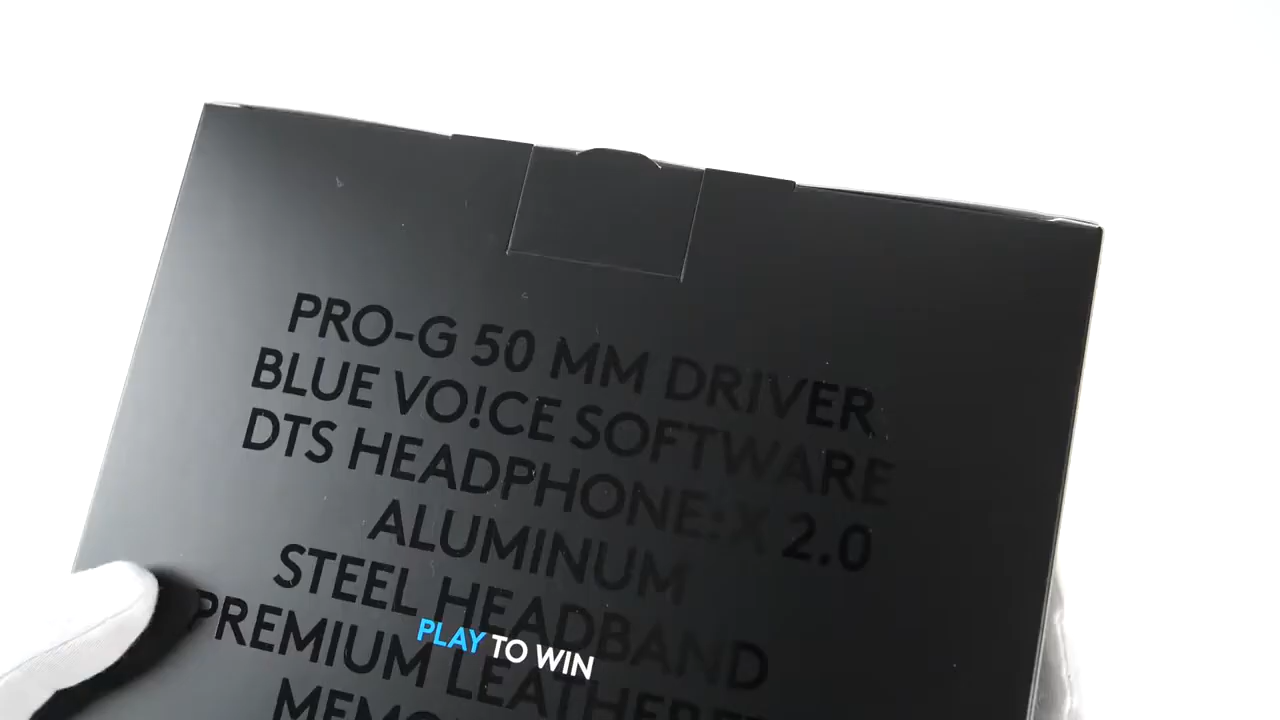 PRO-G 50 MM DRIVER
BLUE VO!CE SOFTWARE
DTS HEADPHONE:X 2.0
ALUMINUM
STEEL HEADBAND
PREMIUM
PLAY TO WIN